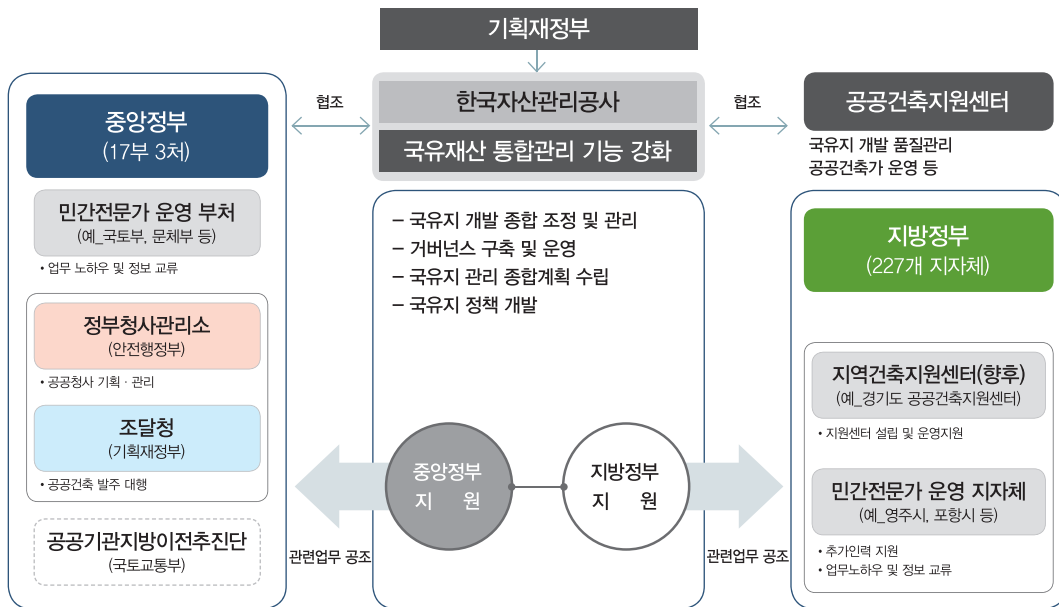 기획재정부
협조
한국자산관리공사
국유재산 통합관리 기능 강화
협조
중앙정부
(17부 3처)
민간전문가 운영 부처
(예_국토부, 문체부 등)
• 업무 노하우 및 정보 교류
정부청사관리소
(안전행정부)
• 공공청사 기획 · 관리
조달청
(기획재정부)
• 공공건축 발주 대행
공공기관지방이전추진단
(국토교통부)
– 국유지 개발 종합 조정 및 관리
– 거버넌스 구축 및 운영
– 국유지 관리 종합계획 수립
– 국유지 정책 개발
중앙정부
지 원
지방정부
지 원
관련업무 공조
관련업무 공조
공공건축지원센터
국유지 개발 품질관리
공공건축가 운영 등
지방정부
(227개 지자체)
지역건축지원센터(향후)
(예_경기도 공공건축지원센터)
• 지원센터 설립 및 운영지원
민간전문가 운영 지자체
(예_영주시, 포항시 등)
• 추가인력 지원
• 업무노하우 및 정보 교류